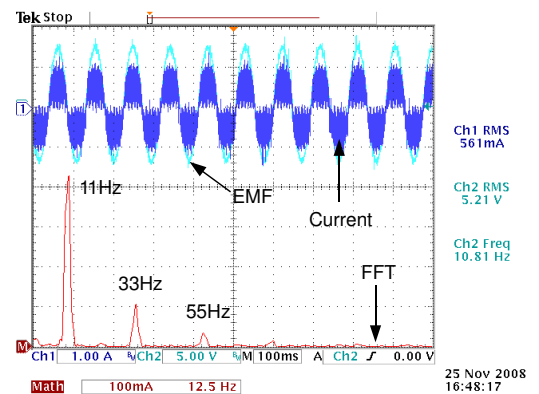 Tek Stop
1
Ch1 RMS
561mA
Ch2 RMS
5.21 V
Ch2 Freq
10.81 Hz
11Hz
EMF
Current
33Hz
55Hz
FFT
M
Ch1 1.00 A Ch2 5.00 V M 100ms A Ch2 0.00 V
Math 100mA 12.5 Hz
25 Nov 2008
16:48:17